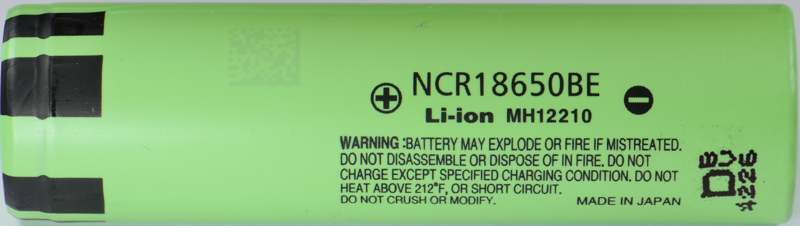 NCR18650BE
Li-ion MH12210
WARNING:BATTERY MAY EXPLODE OR FIRE IF MISTREATED.
DO NOT DISASSEMBLE OR DISPOSE OF IN FIRE. DO NOT
CHARGE EXCEPT SPECIFIED CHARGING CONDITION. DO NOT
HEAT ABOVE 212°F, OR SHORT CIRCUIT.
DO NOT CRUSH OR MODIFY.
MADE IN JAPAN
4226